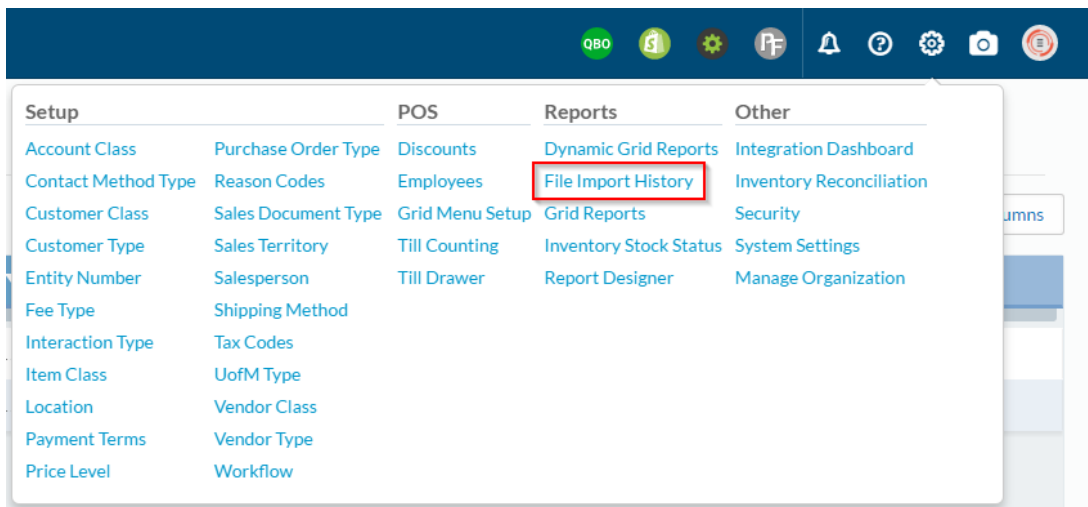 QBO
Setup
Account Class
Contact Method Type
Customer Class
Customer Type
Entity Number
Fee Type
Interaction Type
Item Class
Location
Payment Terms
Price Level
Purchase Order Type
Reason Codes
Sales Document Type
Sales Territory
Salesperson
Shipping Method
Tax Codes
UofM Type
Vendor Class
Vendor Type
Workflow
POS
Discounts
Employees
Grid Menu Setup
Till Counting
Till Drawer
Reports
Dynamic Grid Reports
File Import History
Grid Reports
Inventory Stock Status
Report Designer
Other
Integration Dashboard
Inventory Reconciliation
Security
System Settings
Manage Organization
umns